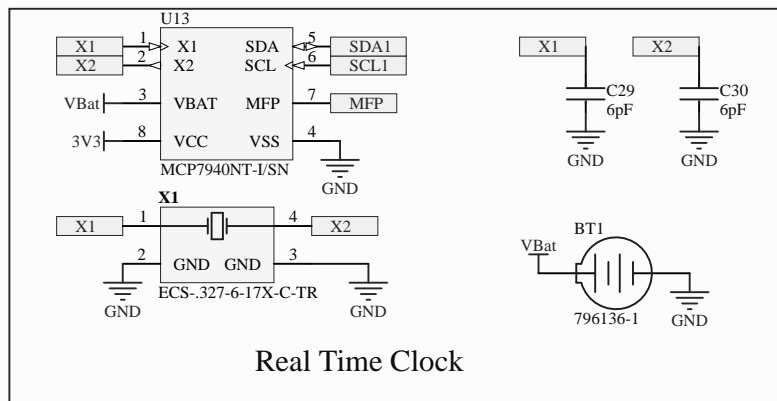 U13
X1 1 X1 SDA 5 SDA1
X2 2 X2 SCL 6 SCL1
VBat 3 VBAT MFP 7 MFP
3V3 8 VCC VSS 4
MCP7940NT-I/SN
GND
X1
X1 1 4 X2
2 GND GND 3
GND GND
ECS-.327-6-17X-C-TR
X1 X2
C29 C30
6pF 6pF
GND GND
BT1
VBat
796136-1
GND
Real Time Clock